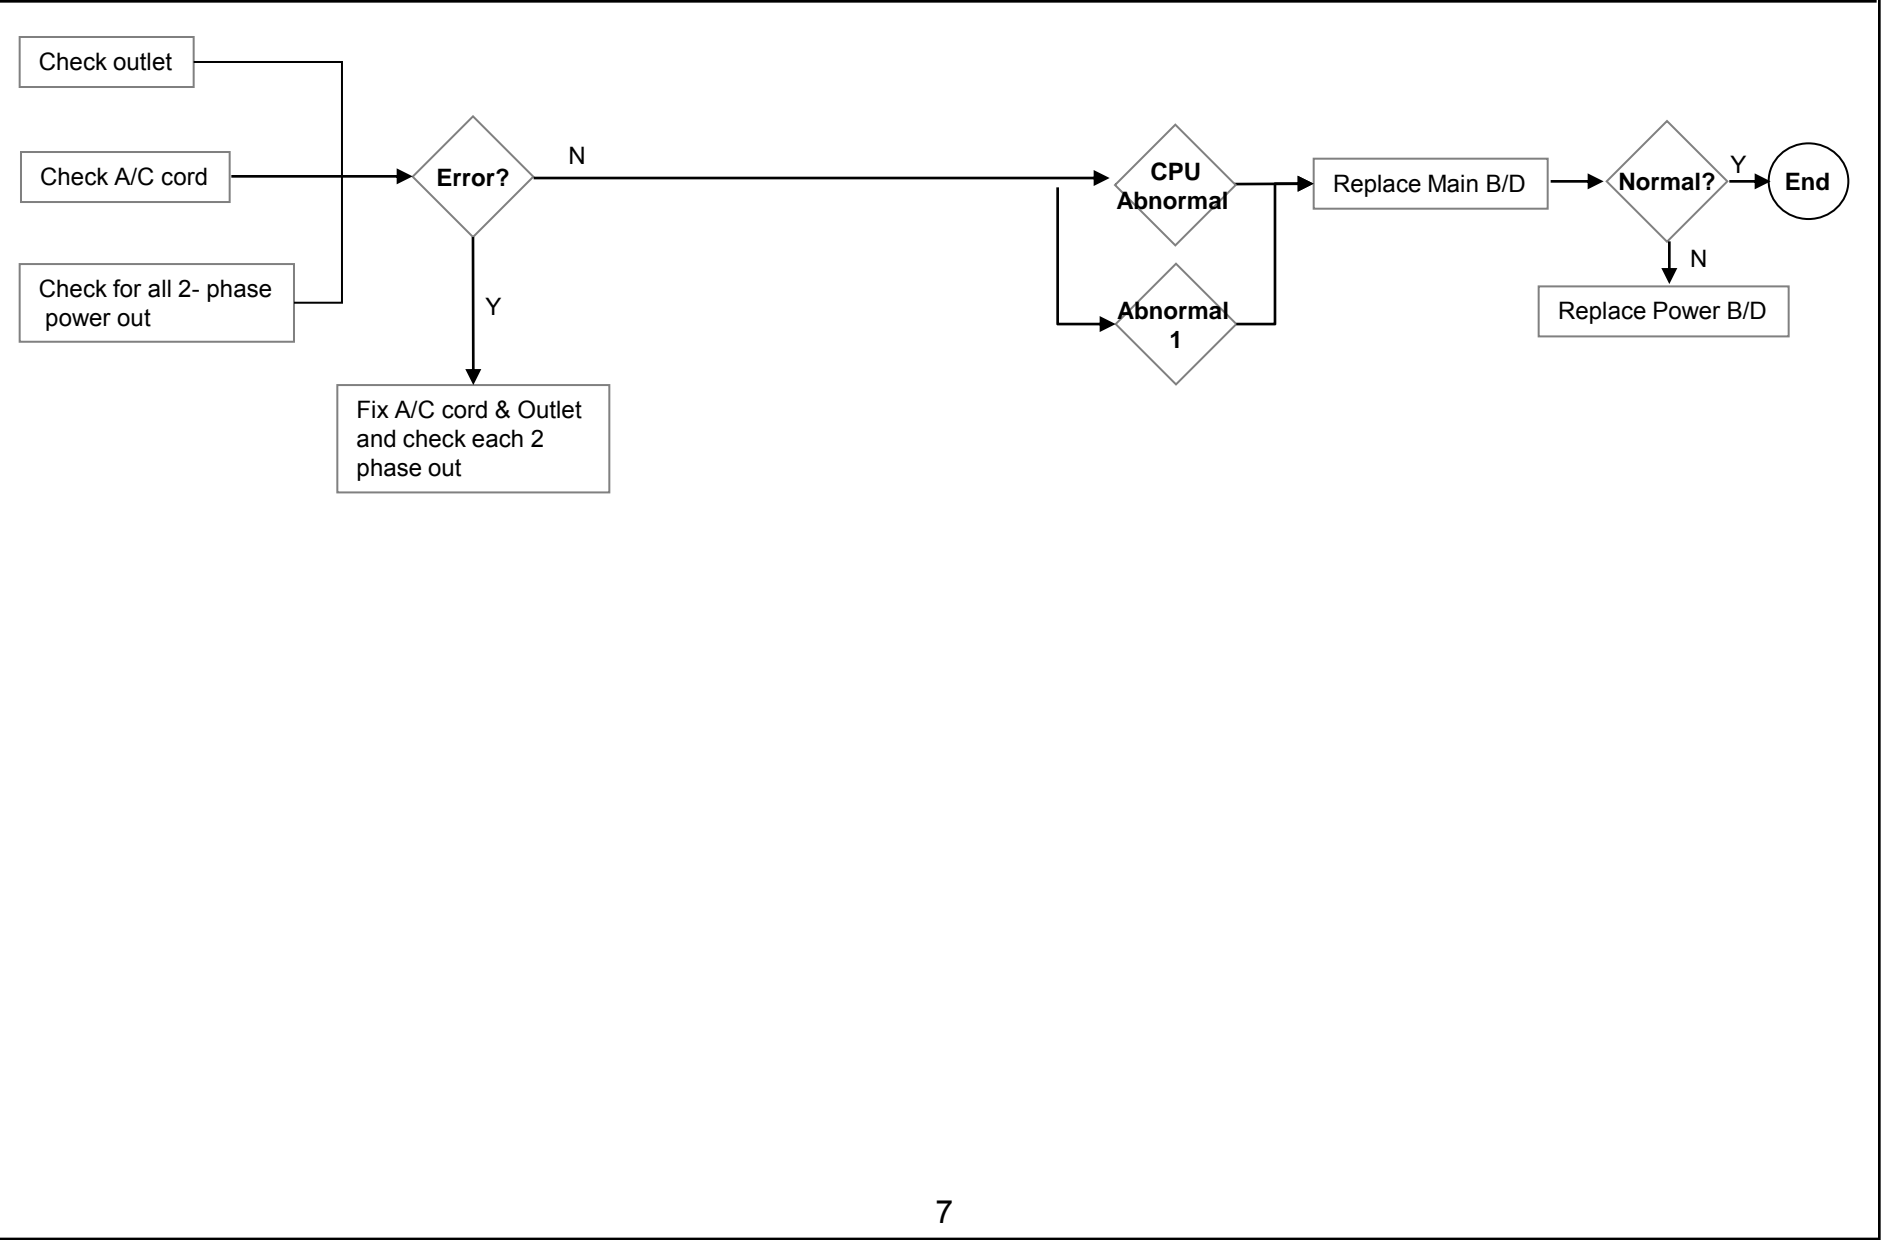 Check outlet
Check A/C cord
Check for all 2- phase
power out
Error?
N
Y
Fix A/C cord & Outlet
and check each 2
phase out
CPU
Abnormal
Abnormal
1
Replace Main B/D
Normal?
Y
End
N
Replace Power B/D
7